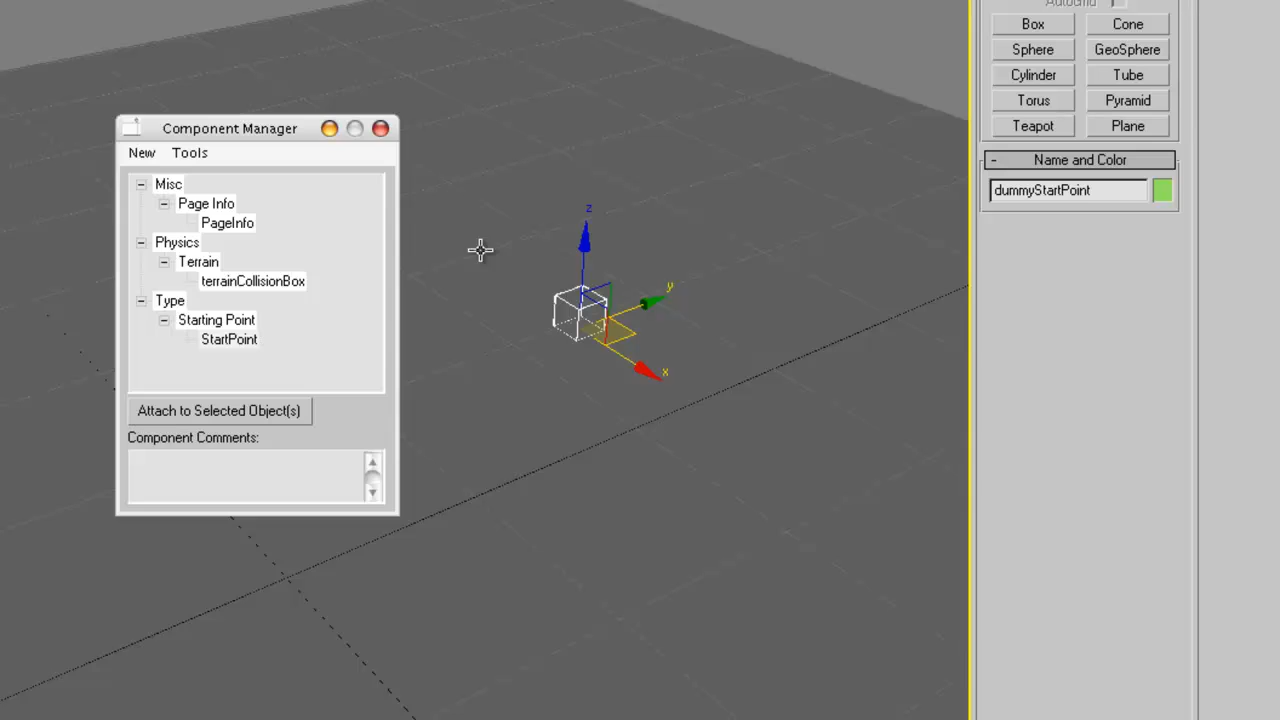 AutoGrid
Box
Cone
Sphere
GeoSphere
Cylinder
Tube
Torus
Pyramid
Teapot
Plane
- Name and Color
dummyStartPoint
Component Manager
New Tools
Misc
Page Info
PageInfo
Physics
Terrain
terrainCollisionBox
Type
Starting Point
StartPoint
Attach to Selected Object(s)
Component Comments:
z
y
x